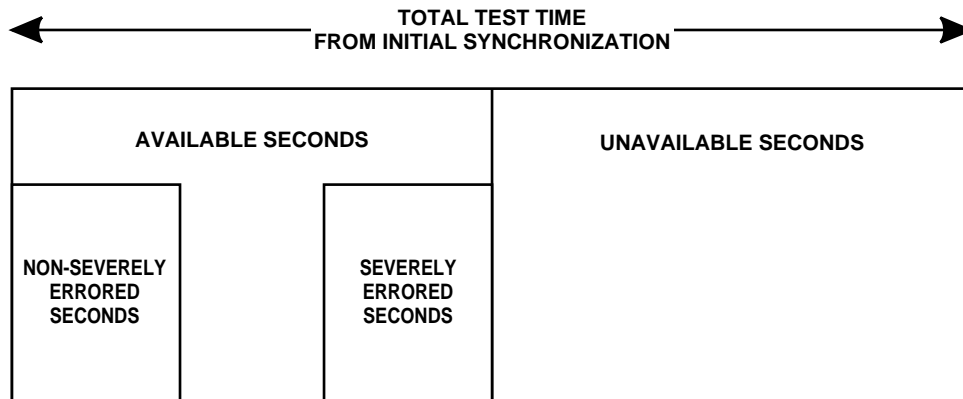 TOTAL TEST TIME
FROM INITIAL SYNCHRONIZATION
AVAILABLE SECONDS
UNAVAILABLE SECONDS
NON-SEVERELY
ERRORED
SECONDS
SEVERELY
ERRORED
SECONDS